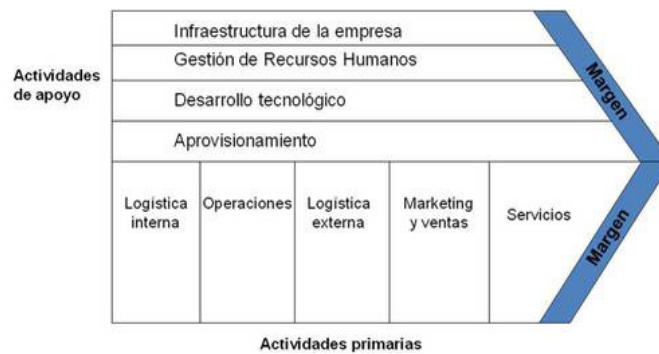 Infraestructura de la empresa
Gestión de Recursos Humanos
Actividades
de apoyo
Desarrollo tecnológico
Aprovisionamiento
Margen
Logística
interna
Operaciones
Logística
externa
Marketing
y ventas
Servicios
Margen
Actividades primarias